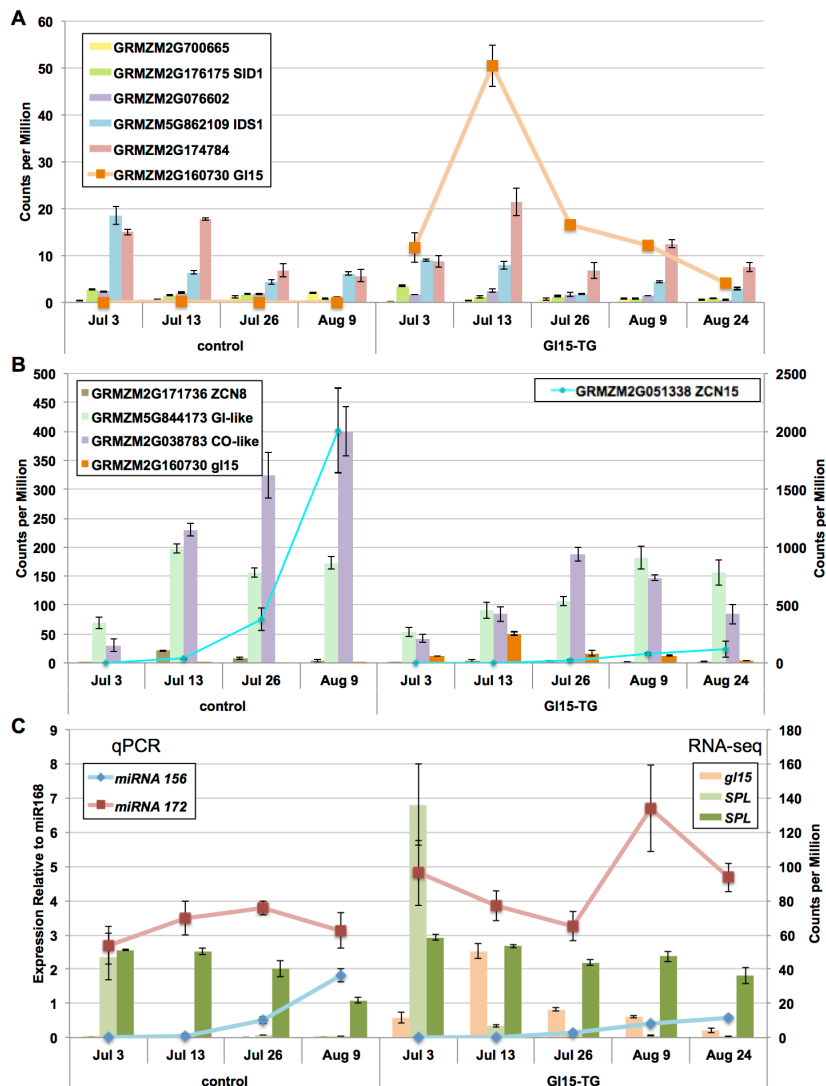 A
60
50
40
30
20
10
0
Counts per Million
GRMZM2G700665
GRMZM2G176175 SID1
GRMZM2G076602
GRMZM5G862109 IDS1
GRMZM2G174784
GRMZM2G160730 Gl15
Jul 3 Jul 13 Jul 26 Aug 9 Jul 3 Jul 13 Jul 26 Aug 9 Aug 24
control Gl15-TG
B
500
450
400
350
300
250
200
150
100
50
0
Counts per Million
GRMZM2G171736 ZCN8
GRMZM5G844173 GI-like
GRMZM2G038783 CO-like
GRMZM2G160730 gl15
GRMZM2G051338 ZCN15
2500
2000
1500
1000
500
0
Counts per Million
Jul 3 Jul 13 Jul 26 Aug 9 Jul 3 Jul 13 Jul 26 Aug 9 Aug 24
control Gl15-TG
C
9
8
7
6
5
4
3
2
1
0
Expression Relative to miR168
qPCR
miRNA 156
miRNA 172
RNA-seq
gl15
SPL
SPL
180
160
140
120
100
80
60
40
20
0
Counts per Million
Jul 3 Jul 13 Jul 26 Aug 9 Jul 3 Jul 13 Jul 26 Aug 9 Aug 24
control Gl15-TG